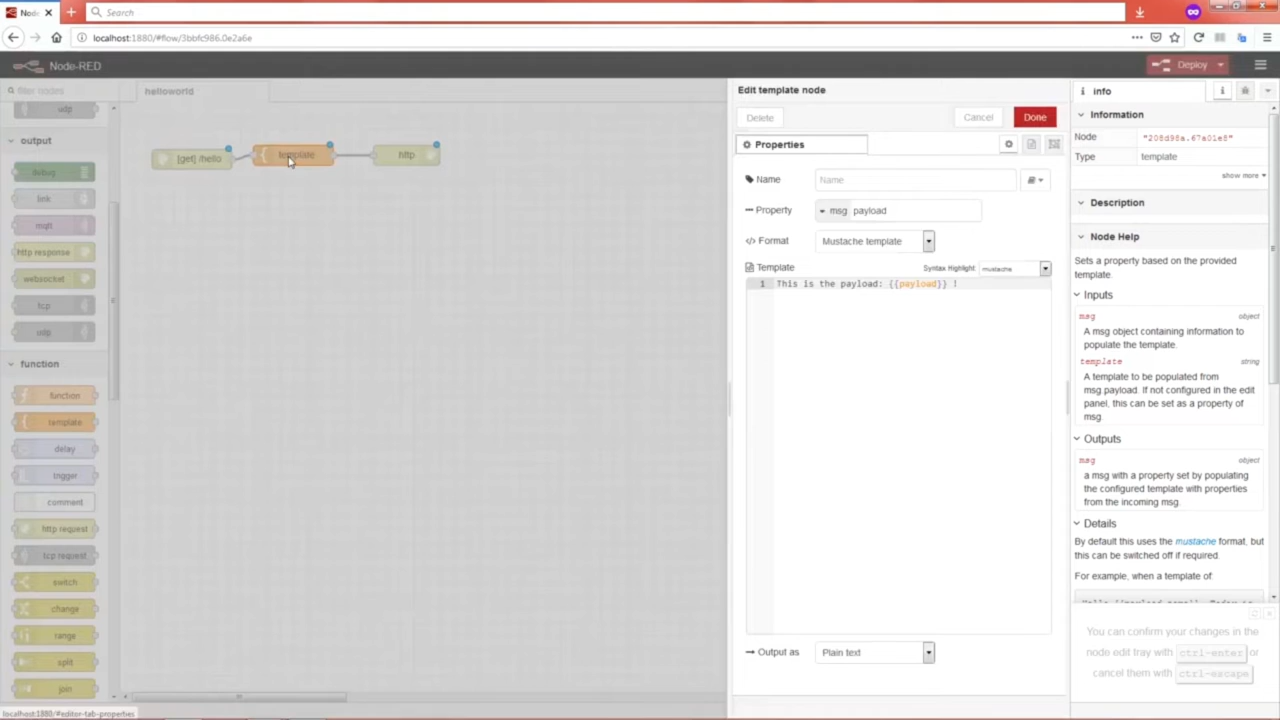 Node
Search
localhost:1880/#flow/3bbfc986.0e2a6e
Node-RED
Deploy
filter nodes
helloworld
Edit template node
info
Delete
Cancel
Done
Information
Node
"208d98a.67a01e8"
Type
template
show more
Properties
Description
Name
Name
Property
msg payload
Format
Mustache template
Template
Syntax Highlight
mustache
1
This is the payload: {{payload}} !
Node Help
Sets a property based on the provided
template.
Inputs
msg
object
A msg object containing information to
populate the template.
template
string
A template to be populated from
msg.payload. If not configured in the edit
panel, this can be set as a property of
msg.
Outputs
msg
object
a msg with a property set by populating
the configured template with properties
from the incoming msg.
Details
By default this uses the mustache format, but
this can be switched off if required.
For example, when a template of:
You can confirm your changes in the
node edit tray with ctrl-enter or
cancel them with ctrl-escape
Output as
Plain text
[get] /hello
template
http
udp
output
debug
link
mqtt
http response
websocket
tcp
udp
function
function
template
delay
trigger
comment
http request
tcp request
switch
change
range
split
join
localhost:1880/#editor-tab-properties